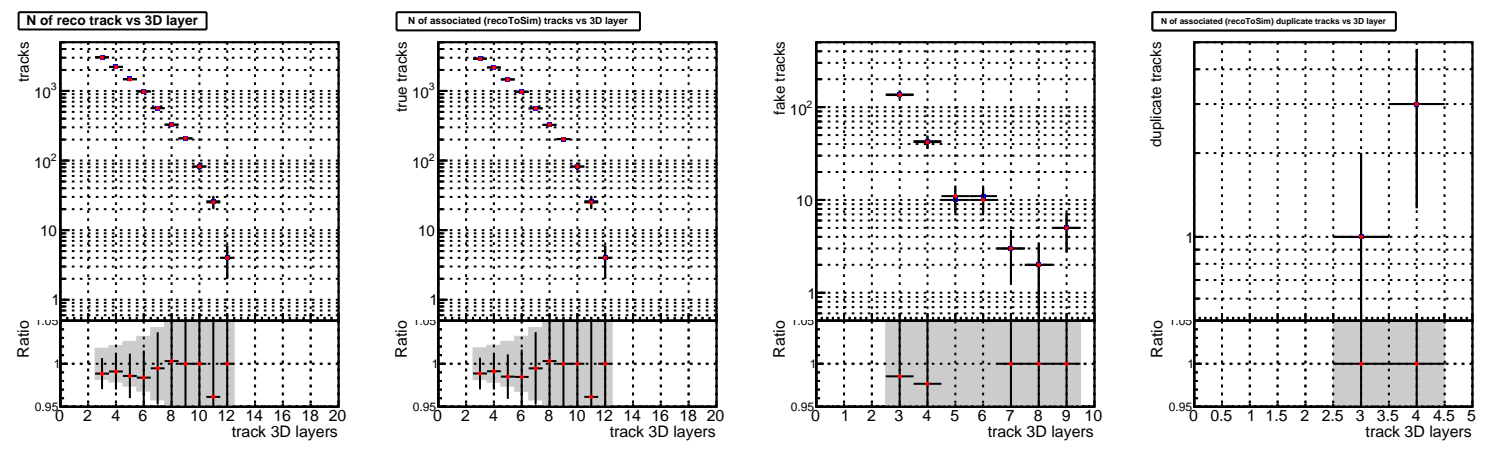 N of reco track vs 3D layer
tracks
10³
10²
10
1
Ratio
1.05
1
0.95
0 2 4 6 8 10 12 14 16 18 20
track 3D layers
N of associated (recoToSim) tracks vs 3D layer
true tracks
10³
10²
10
1
Ratio
1.05
1
0.95
0 2 4 6 8 10 12 14 16 18 20
track 3D layers
fake tracks
10²
10
1
Ratio
1.05
1
0.95
0 1 2 3 4 5 6 7 8 9 10
track 3D layers
N of associated (recoToSim) duplicate tracks vs 3D layer
duplicate tracks
1
Ratio
1.05
1
0.95
0 0.5 1 1.5 2 2.5 3 3.5 4 4.5 5
track 3D layers